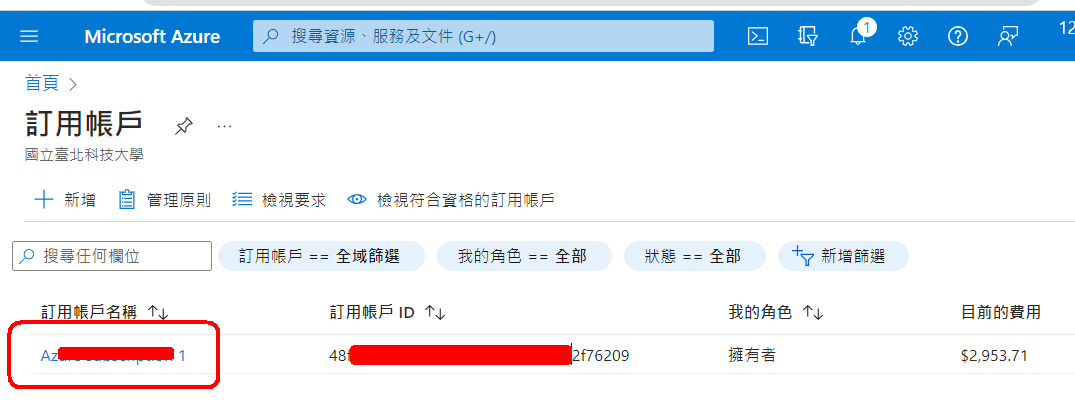 Microsoft Azure 搜尋資源、服務及文件 (G+/) 1 12
首頁 >
訂用帳戶 ...
國立臺北科技大學
新增 管理原則 檢視要求 檢視符合資格的訂用帳戶
搜尋任何欄位 訂用帳戶 == 全域篩選 我的角色 == 全部 狀態 == 全部 新增篩選
訂用帳戶名稱 ↑↓ 訂用帳戶 ID ↑↓ 我的角色 ↑↓ 目前的費用
1 2f76209 擁有者 $2,953.71